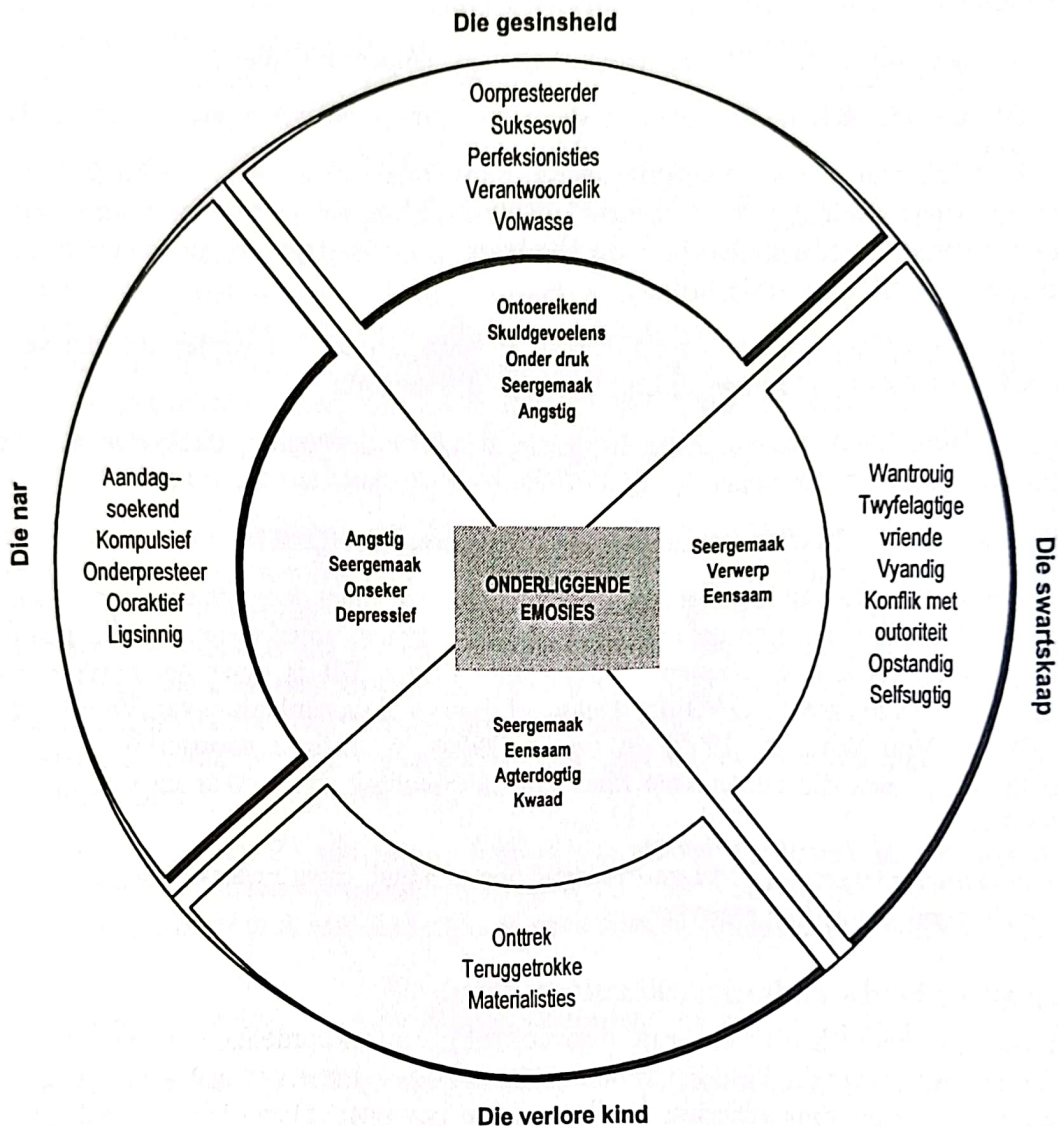 Die gesinsheld
Oorpresteerder
Suksesvol
Perfeksionisties
Verantwoordelik
Volwasse
Ontoereikend
Skuldgevoelens
Onder druk
Seergemaak
Angstig
Die nar
Aandag–
soekend
Kompulsief
Onderpresteer
Ooraktief
Ligsinnig
Angstig
Seergemaak
Onseker
Depressief
ONDERLIGGENDE
EMOSIES
Seergemaak
Verwerp
Eensaam
Wantrouig
Twyfelagtige
vriende
Vyandig
Konflik met
outoriteit
Opstandig
Selfsugtig
Die swartskaap
Seergemaak
Eensaam
Agterdogtig
Kwaad
Onttrek
Teruggetrokke
Materialisties
Die verlore kind